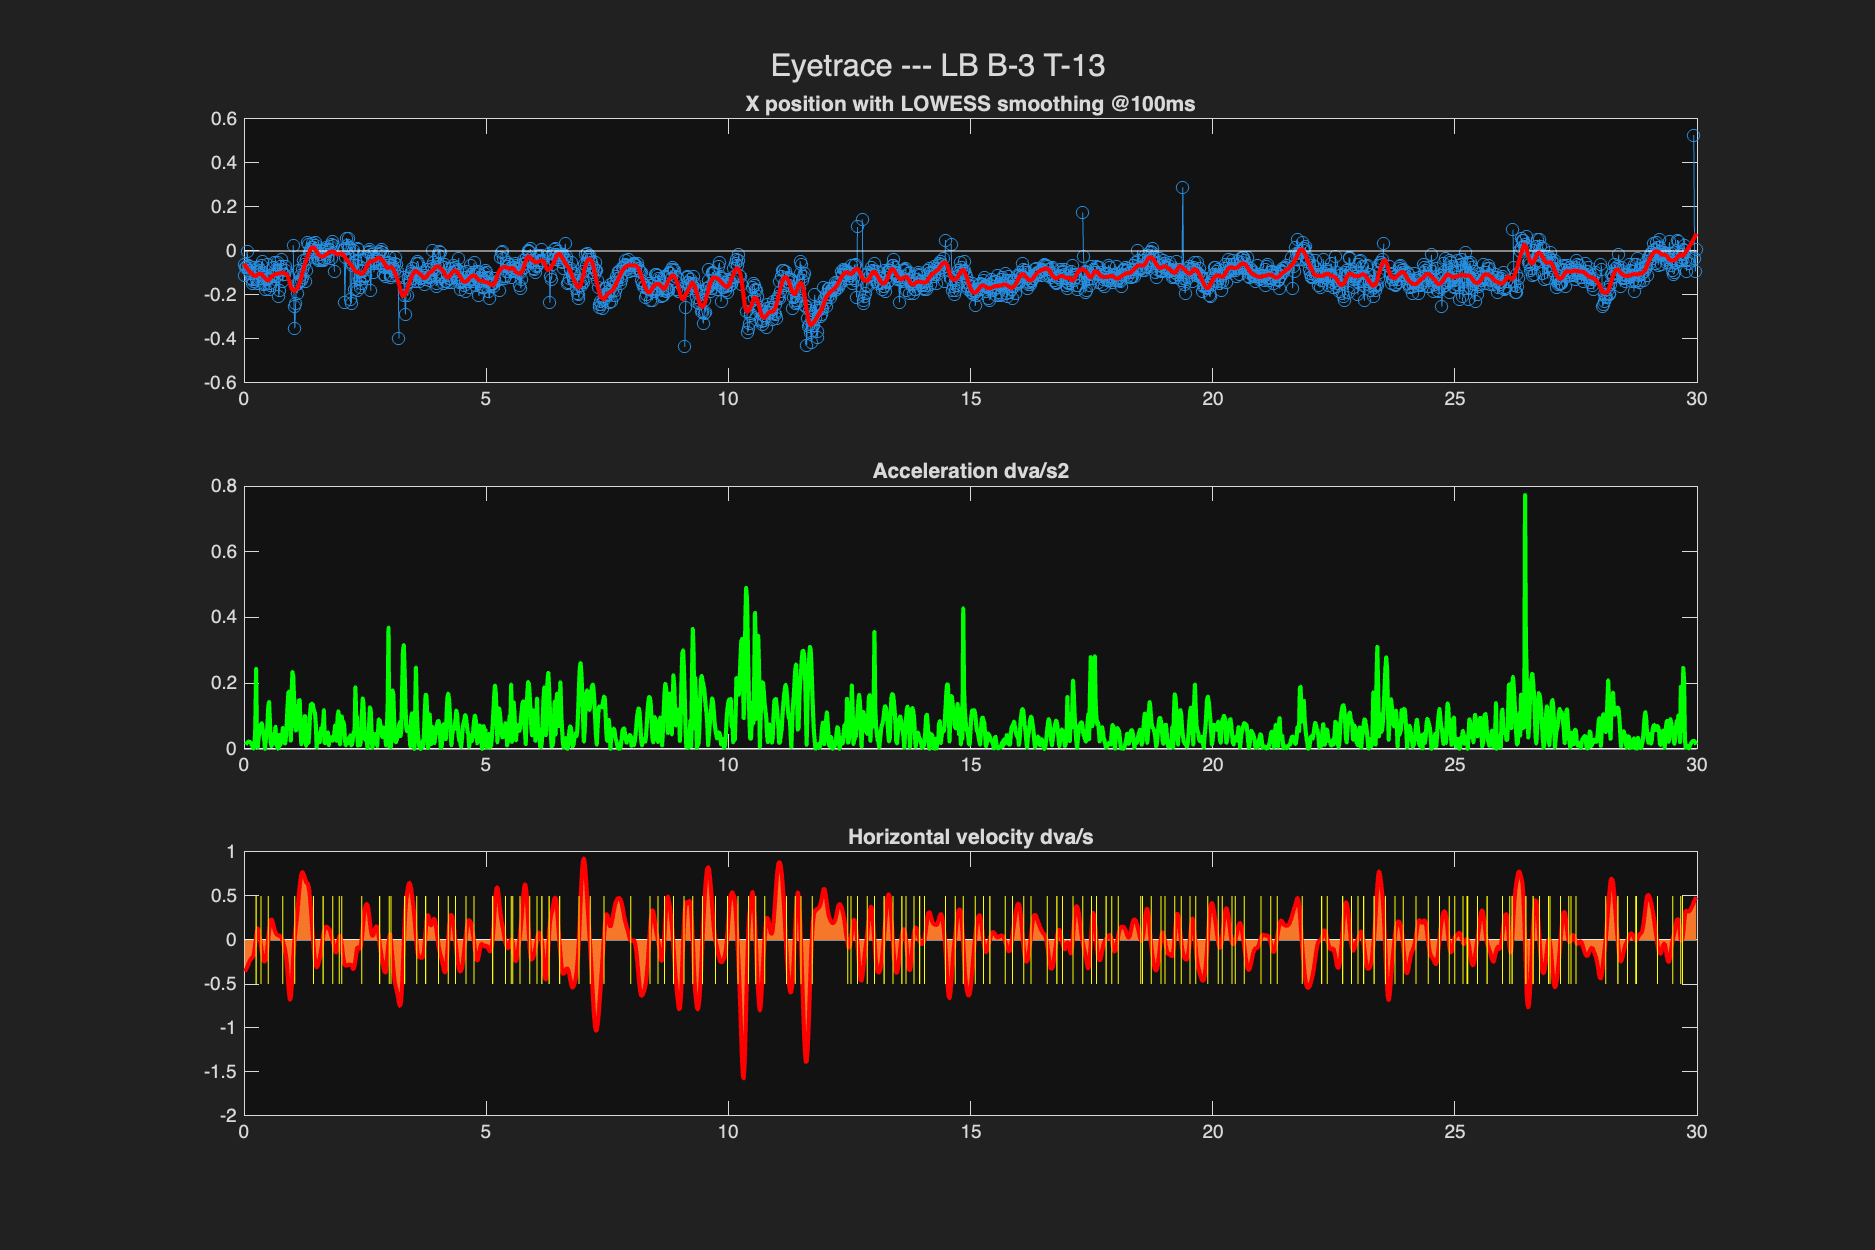 Eyetrace --- LB B-3 T-13
X position with LOWESS smoothing @100ms
0.6
0.4
0.2
0
-0.2
-0.4
-0.6
0 5 10 15 20 25 30
Acceleration dva/s2
0.8
0.6
0.4
0.2
0
0 5 10 15 20 25 30
Horizontal velocity dva/s
1
0.5
0
-0.5
-1
-1.5
-2
0 5 10 15 20 25 30